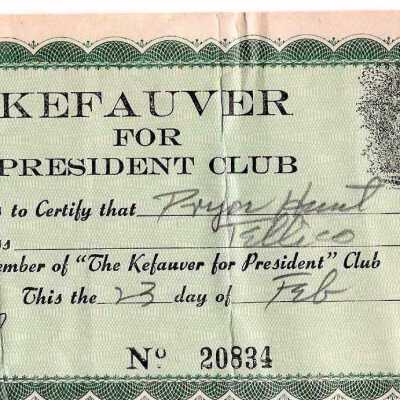 KEFAUVER
FOR
PRESIDENT CLUB
s to Certify that Pryor Hunt
ss Tellico
ember of "The Kefauver for President" Club
This the 23 day of Feb
No 20834